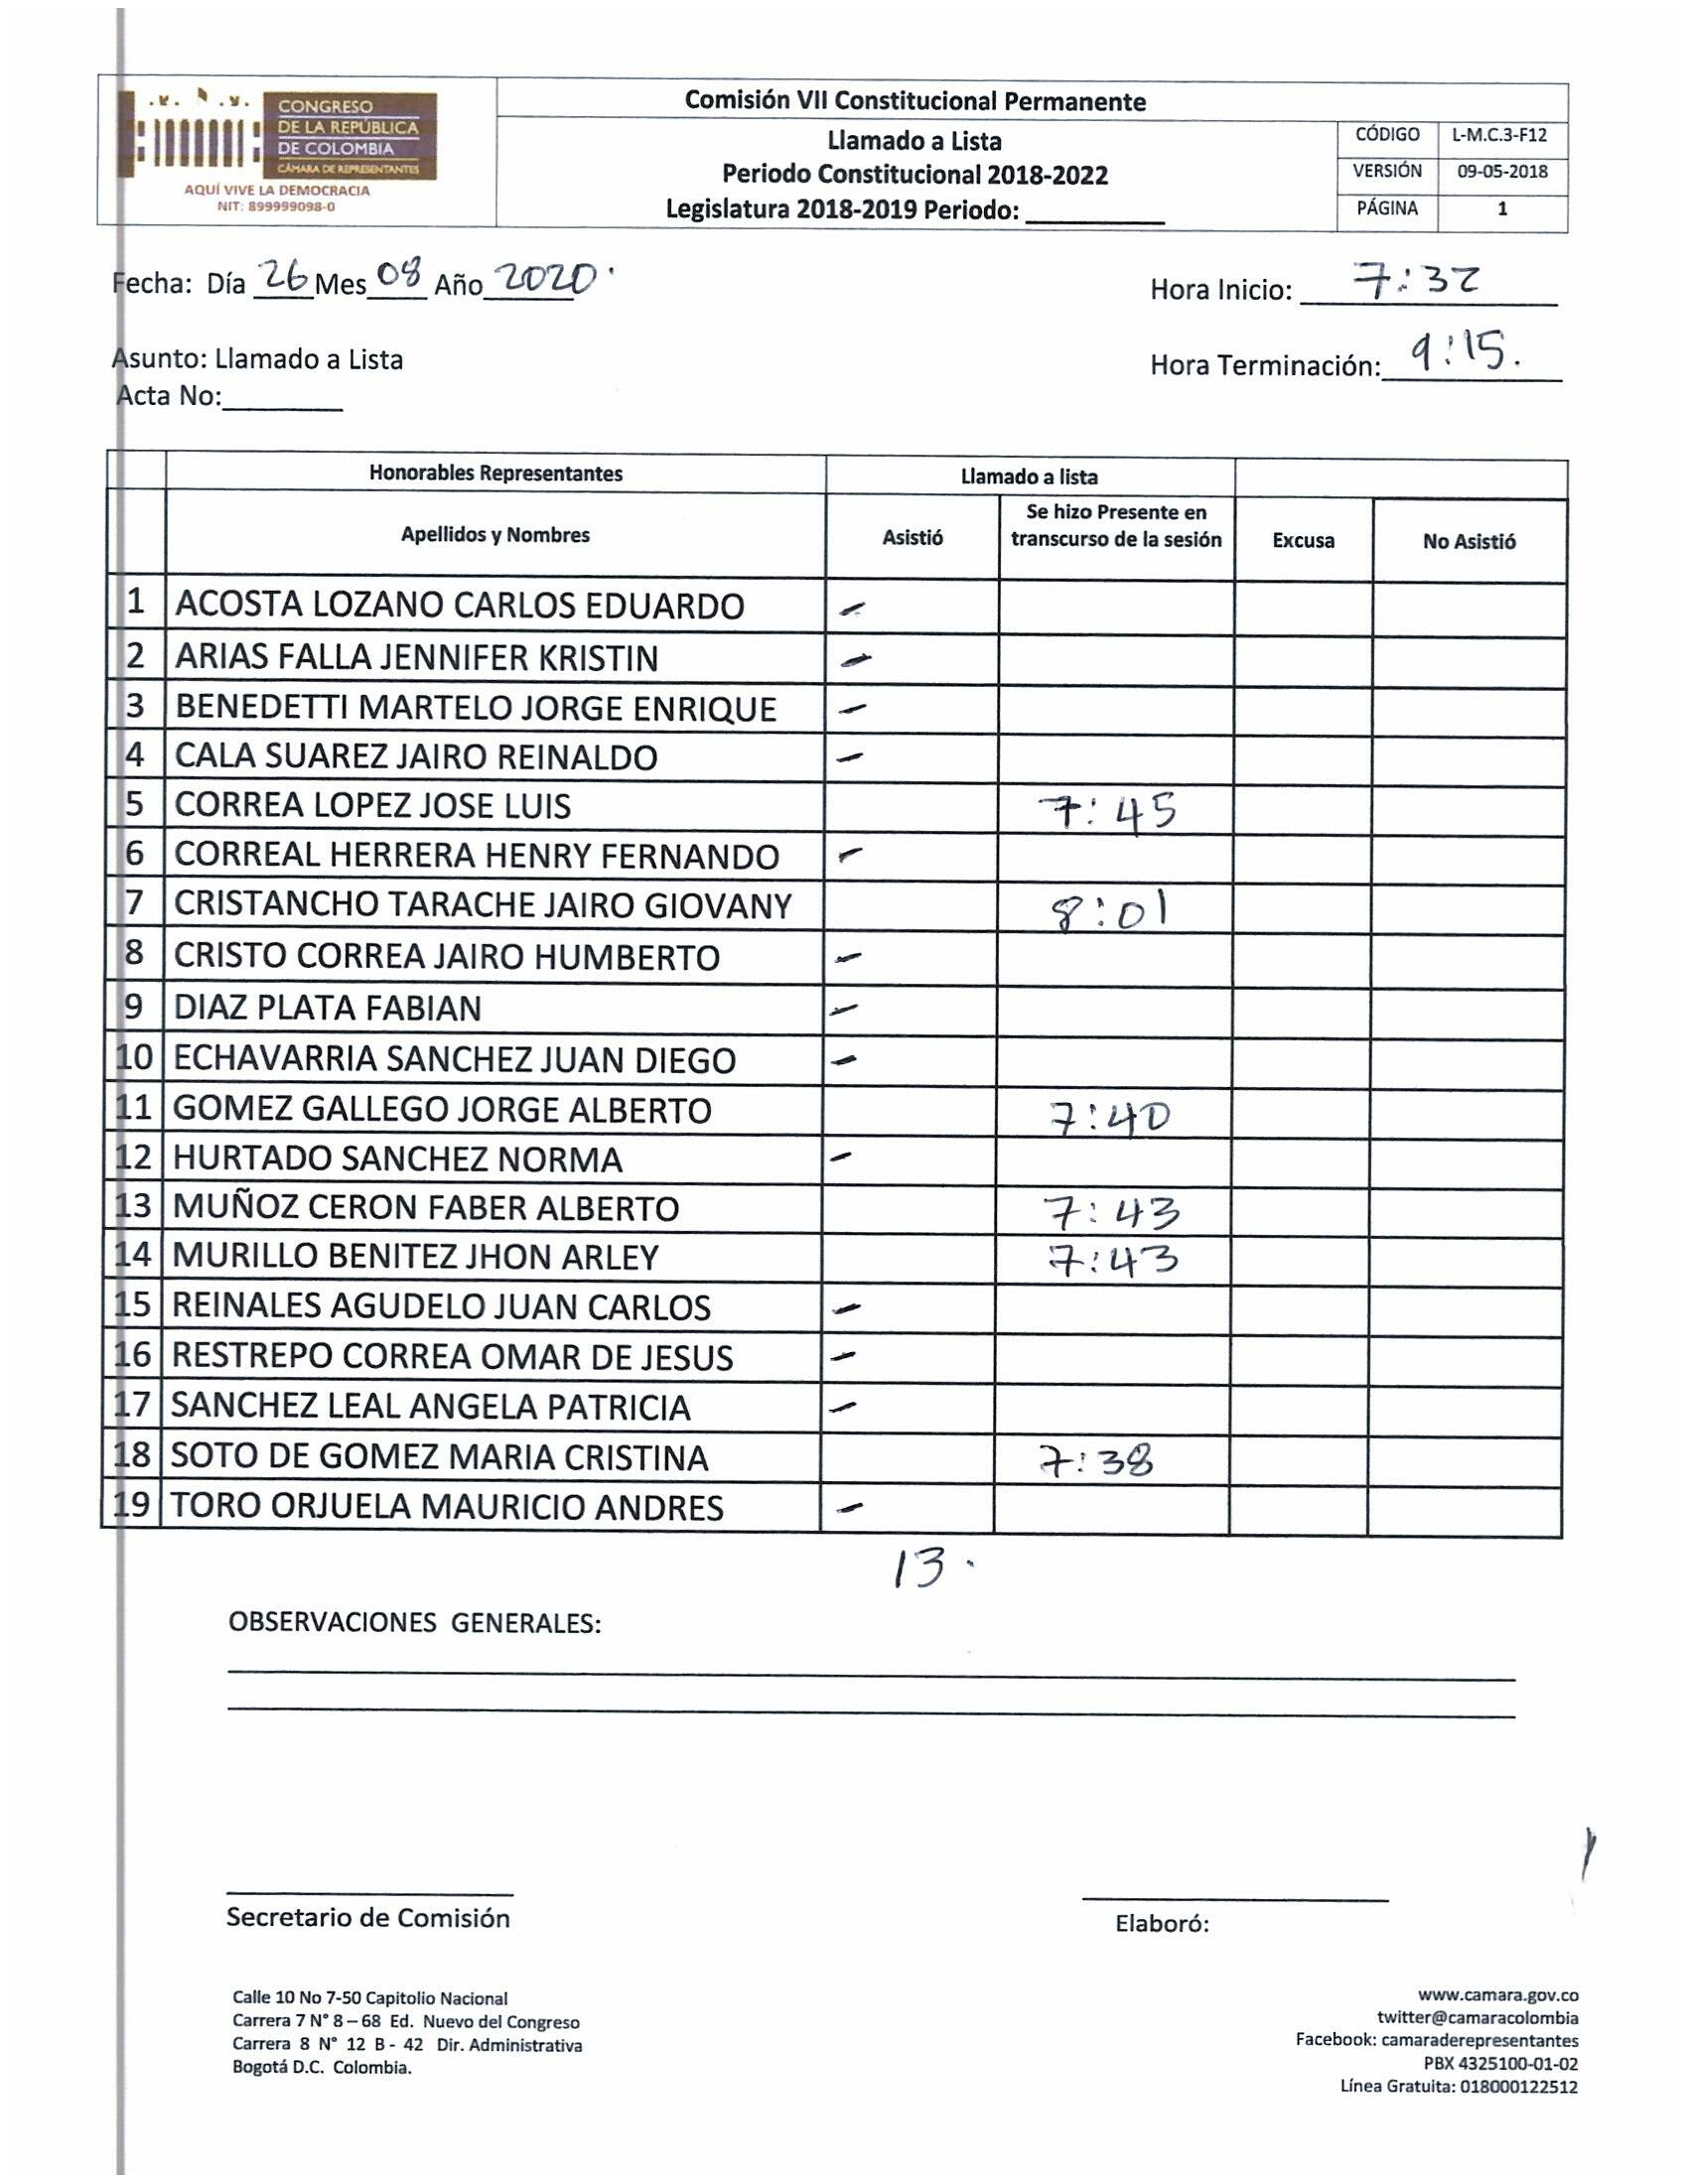 CONGRESO
DE LA REPÚBLICA
DE COLOMBIA
CÁMARA DE REPRESENTANTES
AQUÍ VIVE LA DEMOCRACIA
NIT: 899999098-0
Comisión VII Constitucional Permanente
Llamado a Lista
Periodo Constitucional 2018-2022
Legislatura 2018-2019 Periodo: __________
CÓDIGO L-M.C.3-F12
VERSIÓN 09-05-2018
PÁGINA 1
Fecha: Día 26 Mes 08 Año 2020.
Hora Inicio: 7:32
Asunto: Llamado a Lista
Hora Terminación: 9:15.
Acta No:________
Honorables Representantes Llamado a lista
Apellidos y Nombres Asistió Se hizo Presente en transcurso de la sesión Excusa No Asistió
1 ACOSTA LOZANO CARLOS EDUARDO –
2 ARIAS FALLA JENNIFER KRISTIN –
3 BENEDETTI MARTELO JORGE ENRIQUE –
4 CALA SUAREZ JAIRO REINALDO –
5 CORREA LOPEZ JOSE LUIS 7:45
6 CORREAL HERRERA HENRY FERNANDO –
7 CRISTANCHO TARACHE JAIRO GIOVANY 8:01
8 CRISTO CORREA JAIRO HUMBERTO –
9 DIAZ PLATA FABIAN –
10 ECHAVARRIA SANCHEZ JUAN DIEGO –
11 GOMEZ GALLEGO JORGE ALBERTO 7:40
12 HURTADO SANCHEZ NORMA –
13 MUÑOZ CERON FABER ALBERTO 7:43
14 MURILLO BENITEZ JHON ARLEY 7:43
15 REINALES AGUDELO JUAN CARLOS –
16 RESTREPO CORREA OMAR DE JESUS –
17 SANCHEZ LEAL ANGELA PATRICIA –
18 SOTO DE GOMEZ MARIA CRISTINA 7:38
19 TORO ORJUELA MAURICIO ANDRES –
13.
OBSERVACIONES GENERALES:
Secretario de Comisión
Elaboró:
Calle 10 No 7-50 Capitolio Nacional
Carrera 7 N° 8 – 68 Ed. Nuevo del Congreso
Carrera 8 N° 12 B - 42 Dir. Administrativa
Bogotá D.C. Colombia.
www.camara.gov.co
twitter@camaracolombia
Facebook: camaraderepresentantes
PBX 4325100-01-02
Línea Gratuita: 018000122512